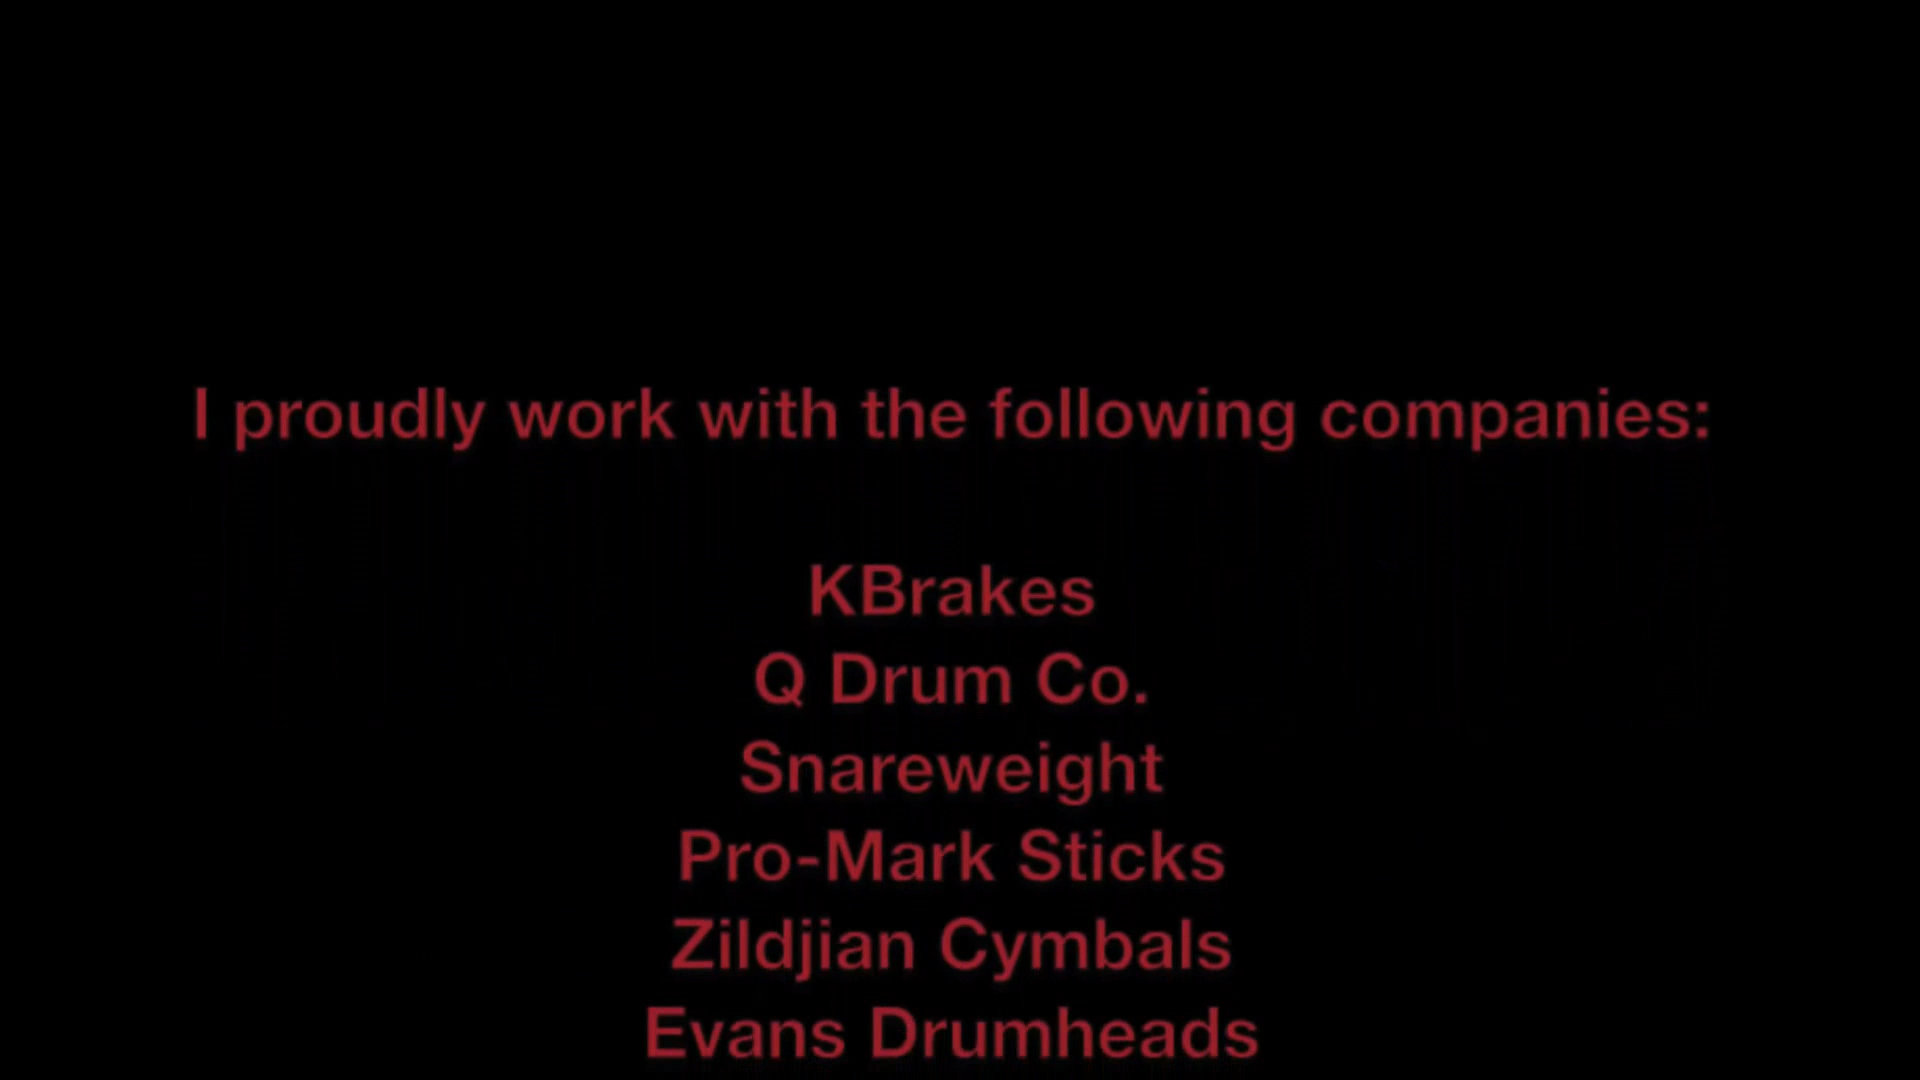 I proudly work with the following companies:
KBrakes
Q Drum Co.
Snareweight
Pro-Mark Sticks
Zildjian Cymbals
Evans Drumheads